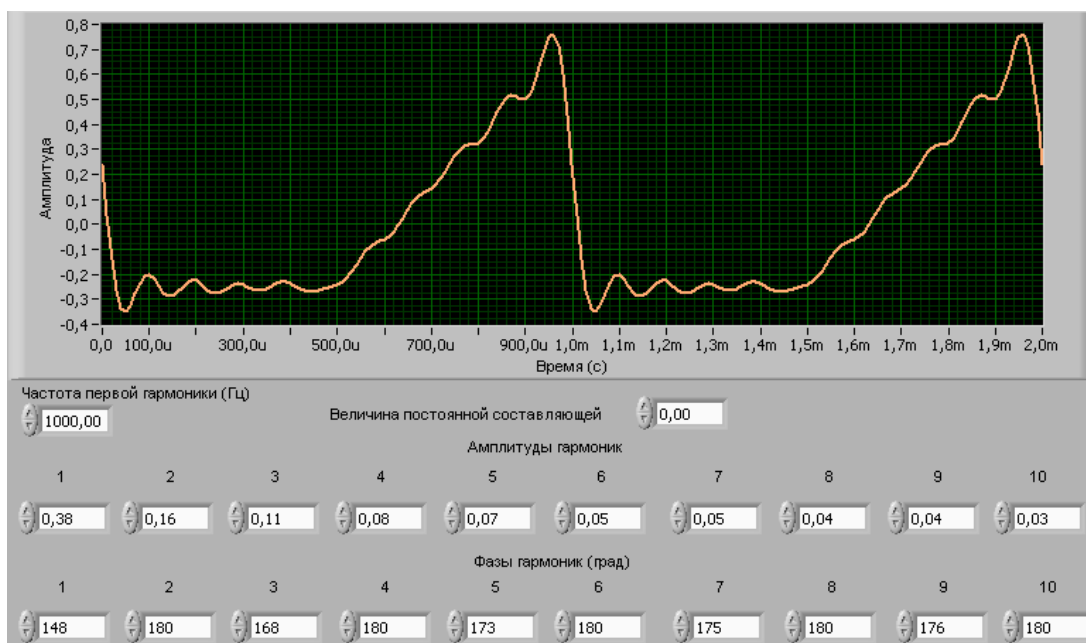 0,8
0,7
0,6
0,5
0,4
0,3
0,2
0,1
0,0
-0,1
-0,2
-0,3
-0,4
Амплитуда
0,0 100,0u 300,0u 500,0u 700,0u 900,0u 1,0m 1,1m 1,2m 1,3m 1,4m 1,5m 1,6m 1,7m 1,8m 1,9m 2,0m
Время (с)
Частота первой гармоники (Гц)
1000,00
Величина постоянной составляющей 0,00
Амплитуды гармоник
1 2 3 4 5 6 7 8 9 10
0,38 0,16 0,11 0,08 0,07 0,05 0,05 0,04 0,04 0,03
Фазы гармоник (град)
1 2 3 4 5 6 7 8 9 10
148 180 168 180 173 180 175 180 176 180